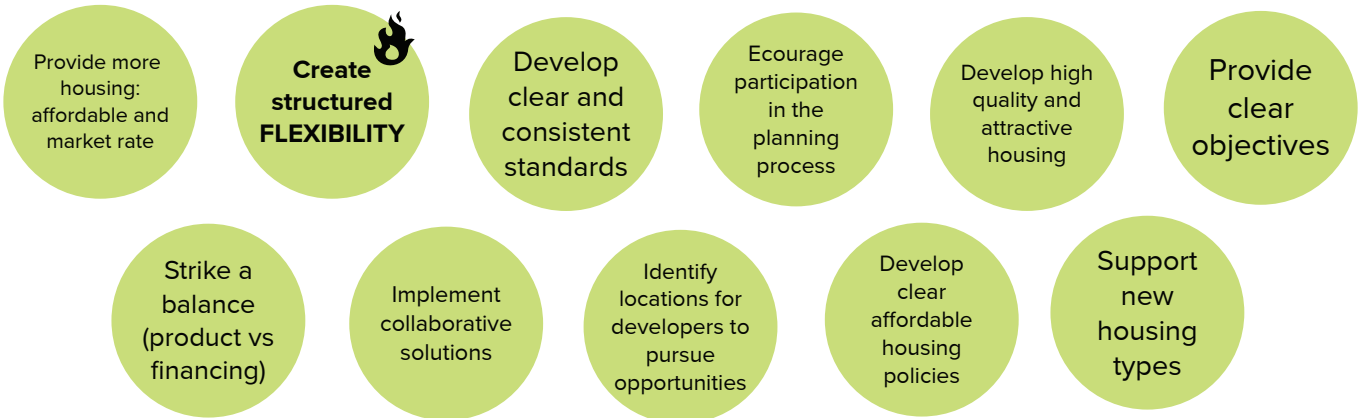 Provide more
housing:
affordable and
market rate
Create
structured
FLEXIBILITY
Develop
clear and
consistent
standards
Ecourage
participation
in the
planning
process
Develop high
quality and
attractive
housing
Provide
clear
objectives
Strike a
balance
(product vs
financing)
Implement
collaborative
solutions
Identify
locations for
developers to
pursue
opportunities
Develop
clear
affordable
housing
policies
Support
new
housing
types